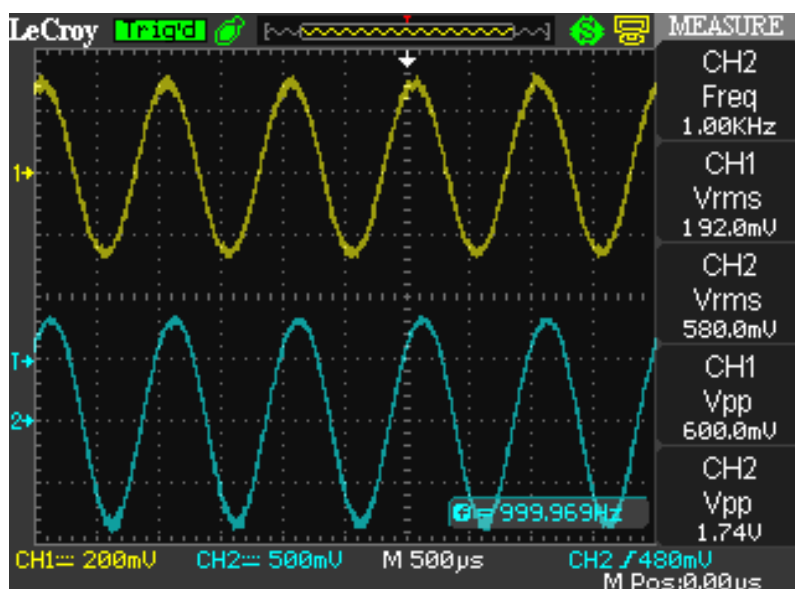 LeCroy Trig'd S MEASURE
CH2
Freq
1.00KHz
CH1
Vrms
192.0mV
CH2
Vrms
580.0mV
CH1
Vpp
600.0mV
CH2
Vpp
1.74V
1
T
2
f = 999.969Hz
CH1 200mV CH2 500mV M 500µs CH2 480mV
M Pos:0.00µs